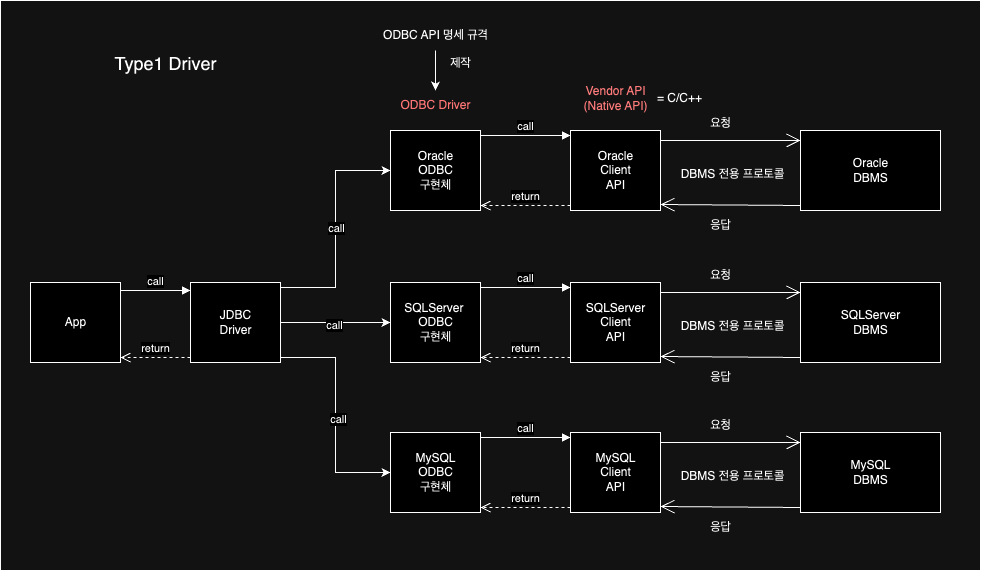 ODBC API 명세 규격
Type1 Driver
제작
ODBC Driver
Vendor API
(Native API)
= C/C++
call
요청
Oracle
ODBC
구현체
Oracle
Client
API
DBMS 전용 프로토콜
Oracle
DBMS
return
응답
call
call
요청
call
App
JDBC
Driver
call
SQLServer
ODBC
구현체
SQLServer
Client
API
DBMS 전용 프로토콜
SQLServer
DBMS
return
return
응답
call
call
요청
MySQL
ODBC
구현체
MySQL
Client
API
DBMS 전용 프로토콜
MySQL
DBMS
return
응답